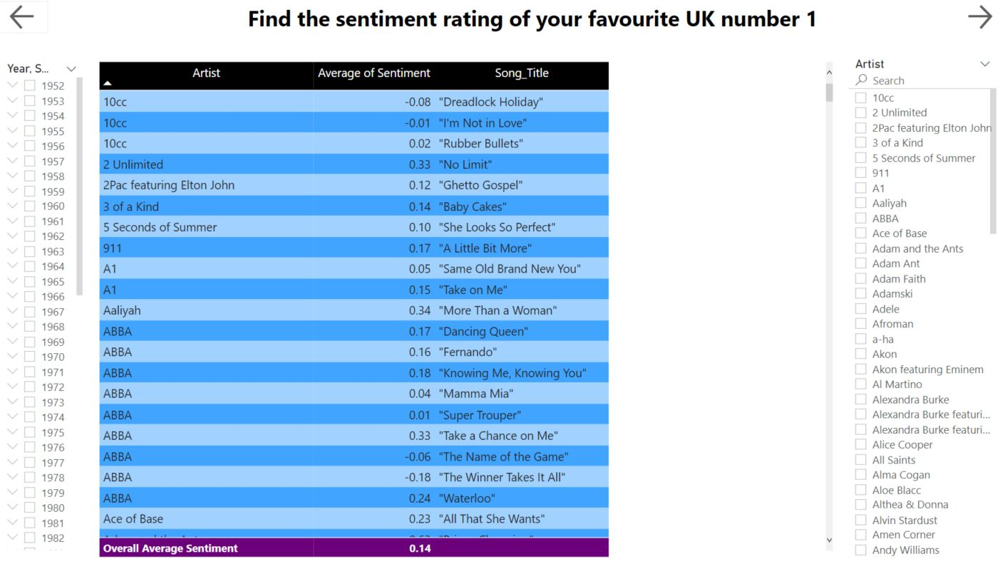 Find the sentiment rating of your favourite UK number 1
Year, S...
1952
1953
1954
1955
1956
1957
1958
1959
1960
1961
1962
1963
1964
1965
1966
1967
1968
1969
1970
1971
1972
1973
1974
1975
1976
1977
1978
1979
1980
1981
1982
Artist Average of Sentiment Song_Title
10cc -0.08 "Dreadlock Holiday"
10cc -0.01 "I'm Not in Love"
10cc 0.02 "Rubber Bullets"
2 Unlimited 0.33 "No Limit"
2Pac featuring Elton John 0.12 "Ghetto Gospel"
3 of a Kind 0.14 "Baby Cakes"
5 Seconds of Summer 0.10 "She Looks So Perfect"
911 0.17 "A Little Bit More"
A1 0.05 "Same Old Brand New You"
A1 0.15 "Take on Me"
Aaliyah 0.34 "More Than a Woman"
ABBA 0.17 "Dancing Queen"
ABBA 0.16 "Fernando"
ABBA 0.18 "Knowing Me, Knowing You"
ABBA 0.04 "Mamma Mia"
ABBA 0.01 "Super Trouper"
ABBA 0.33 "Take a Chance on Me"
ABBA -0.06 "The Name of the Game"
ABBA -0.18 "The Winner Takes It All"
ABBA 0.24 "Waterloo"
Ace of Base 0.23 "All That She Wants"
Overall Average Sentiment 0.14
Artist
Search
10cc
2 Unlimited
2Pac featuring Elton John
3 of a Kind
5 Seconds of Summer
911
A1
Aaliyah
ABBA
Ace of Base
Adam and the Ants
Adam Ant
Adam Faith
Adamski
Adele
Afroman
a-ha
Akon
Akon featuring Eminem
Al Martino
Alexandra Burke
Alexandra Burke featuri...
Alexandra Burke featuri...
Alice Cooper
All Saints
Alma Cogan
Aloe Blacc
Althea & Donna
Alvin Stardust
Amen Corner
Andy Williams